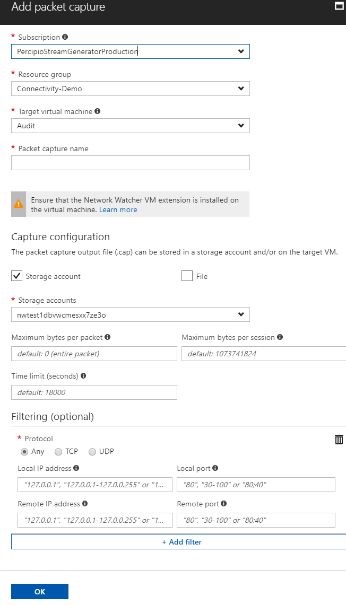 Add packet capture
* Subscription
PercipioStreamGeneratorProduction
* Resource group
Connectivity-Demo
* Target virtual machine
Audit
* Packet capture name
Ensure that the Network Watcher VM extension is installed on
the virtual machine. Learn more
Capture configuration
The packet capture output file (.cap) can be stored in a storage account and/or on the target VM.
Storage account File
* Storage accounts
nwtest1dbvwcmesxx7ze3o
Maximum bytes per packet Maximum bytes per session
default: 0 (entire packet) default: 1073741824
Time limit (seconds)
default: 18000
Filtering (optional)
* Protocol
Any TCP UDP
Local IP address Local port
"127.0.0.1", "127.0.0.1-127.0.0.255" or "1... "80", "30-100" or "80;40"
Remote IP address Remote port
"127.0.0.1", "127.0.0.1-127.0.0.255" or "1... "80", "30-100" or "80;40"
+ Add filter
OK